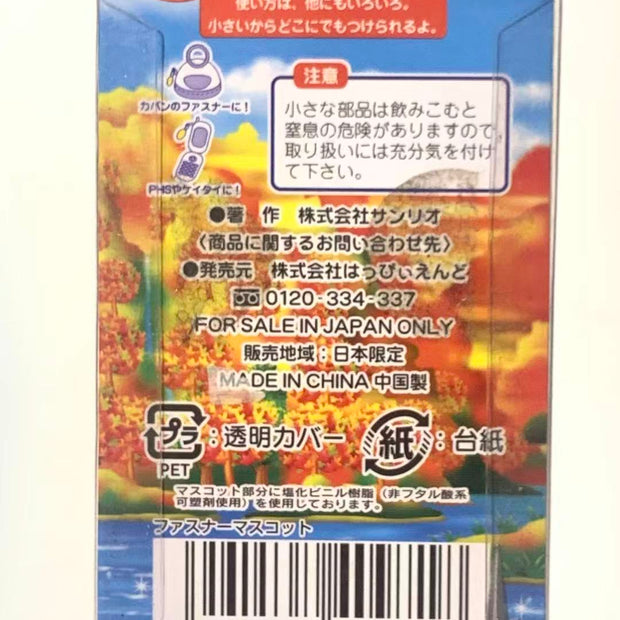 使い方は、他にもいろいろ。
小さいからどこにでもつけられるよ。
カバンのファスナーに!
PHSやケイタイに!
注意
小さな部品は飲みこむと
窒息の危険がありますので
取り扱いには充分気を付け
て下さい。
●著 作 株式会社サンリオ
〈商品に関するお問い合わせ先〉
●発売元 株式会社はっぴぃえんど
0120-334-337
FOR SALE IN JAPAN ONLY
販売地域:日本限定
MADE IN CHINA 中国製
プラ:透明カバー 紙:台紙
PET
マスコット部分に塩化ビニル樹脂(非フタル酸系
可塑剤使用)を使用しております。
ファスナーマスコット